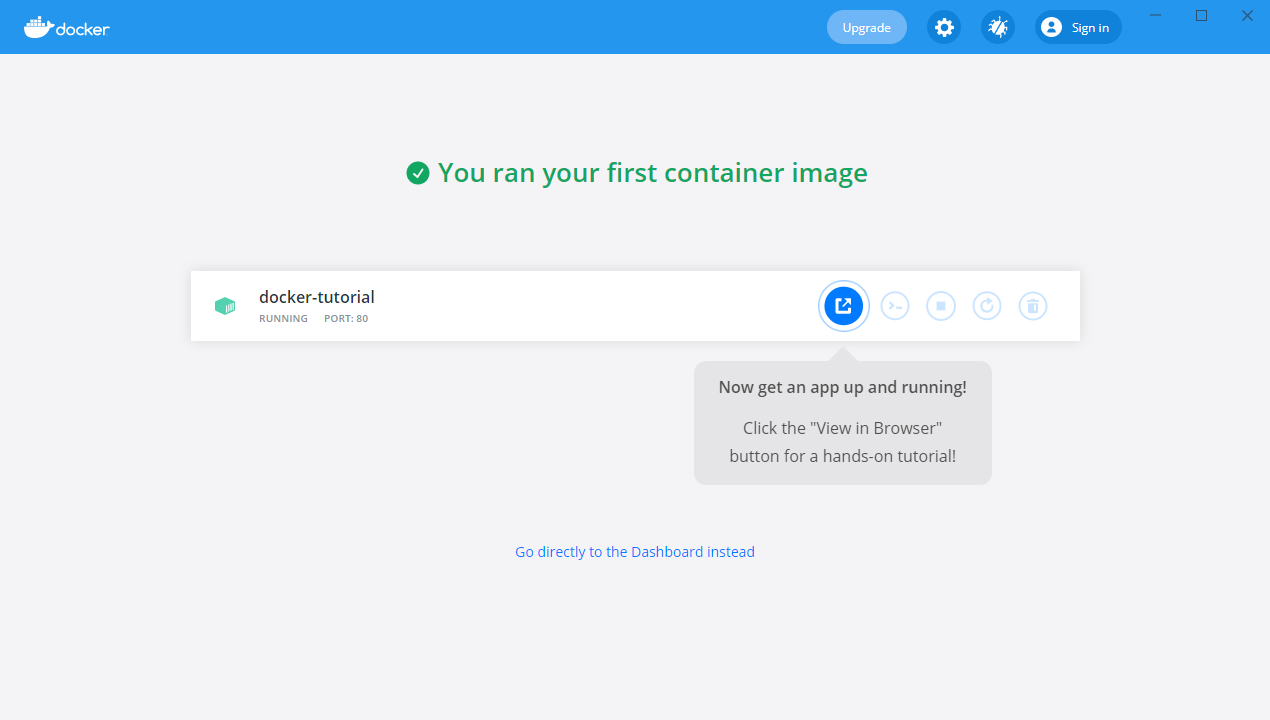 docker
Upgrade
Sign in
You ran your first container image
docker-tutorial
RUNNING PORT: 80
Now get an app up and running!
Click the "View in Browser"
button for a hands-on tutorial!
Go directly to the Dashboard instead